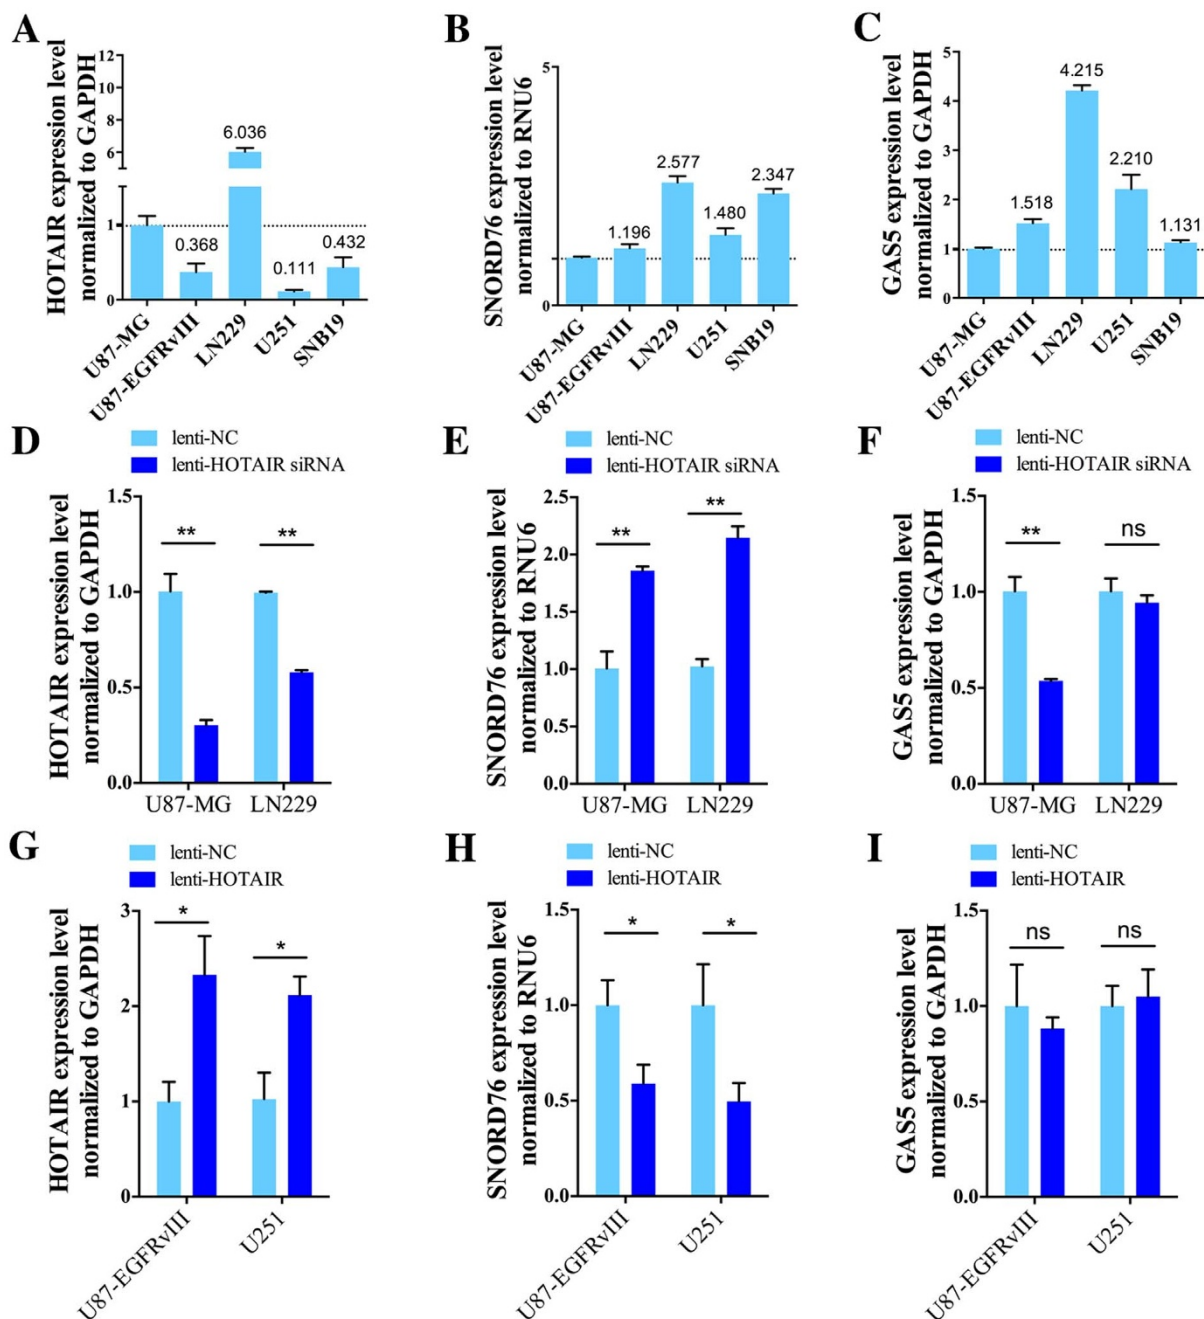 A
HOTAIR expression level
normalized to GAPDH
12
10
8
6
1
0
6.036
0.368
0.111
0.432
U87-MG
U87-EGFRvIII
LN229
U251
SNB19
B
SNORD76 expression level
normalized to RNU6
5
0
1.196
2.577
1.480
2.347
U87-MG
U87-EGFRvIII
LN229
U251
SNB19
C
GAS5 expression level
normalized to GAPDH
5
4
3
2
1
0
1.518
4.215
2.210
1.131
U87-MG
U87-EGFRvIII
LN229
U251
SNB19
D
lenti-NC
lenti-HOTAIR siRNA
HOTAIR expression level
normalized to GAPDH
1.5
1.0
0.5
0.0
** **
U87-MG LN229
E
lenti-NC
lenti-HOTAIR siRNA
SNORD76 expression level
normalized to RNU6
2.5
2.0
1.5
1.0
0.5
0.0
** **
U87-MG LN229
F
lenti-NC
lenti-HOTAIR siRNA
GAS5 expression level
normalized to GAPDH
1.5
1.0
0.5
0.0
** ns
U87-MG LN229
G
lenti-NC
lenti-HOTAIR
HOTAIR expression level
normalized to GAPDH
3
2
1
0
* *
U87-EGFRvIII
U251
H
lenti-NC
lenti-HOTAIR
SNORD76 expression level
normalized to RNU6
1.5
1.0
0.5
0.0
* *
U87-EGFRvIII
U251
I
lenti-NC
lenti-HOTAIR
GAS5 expression level
normalized to GAPDH
1.5
1.0
0.5
0.0
ns ns
U87-EGFRvIII
U251